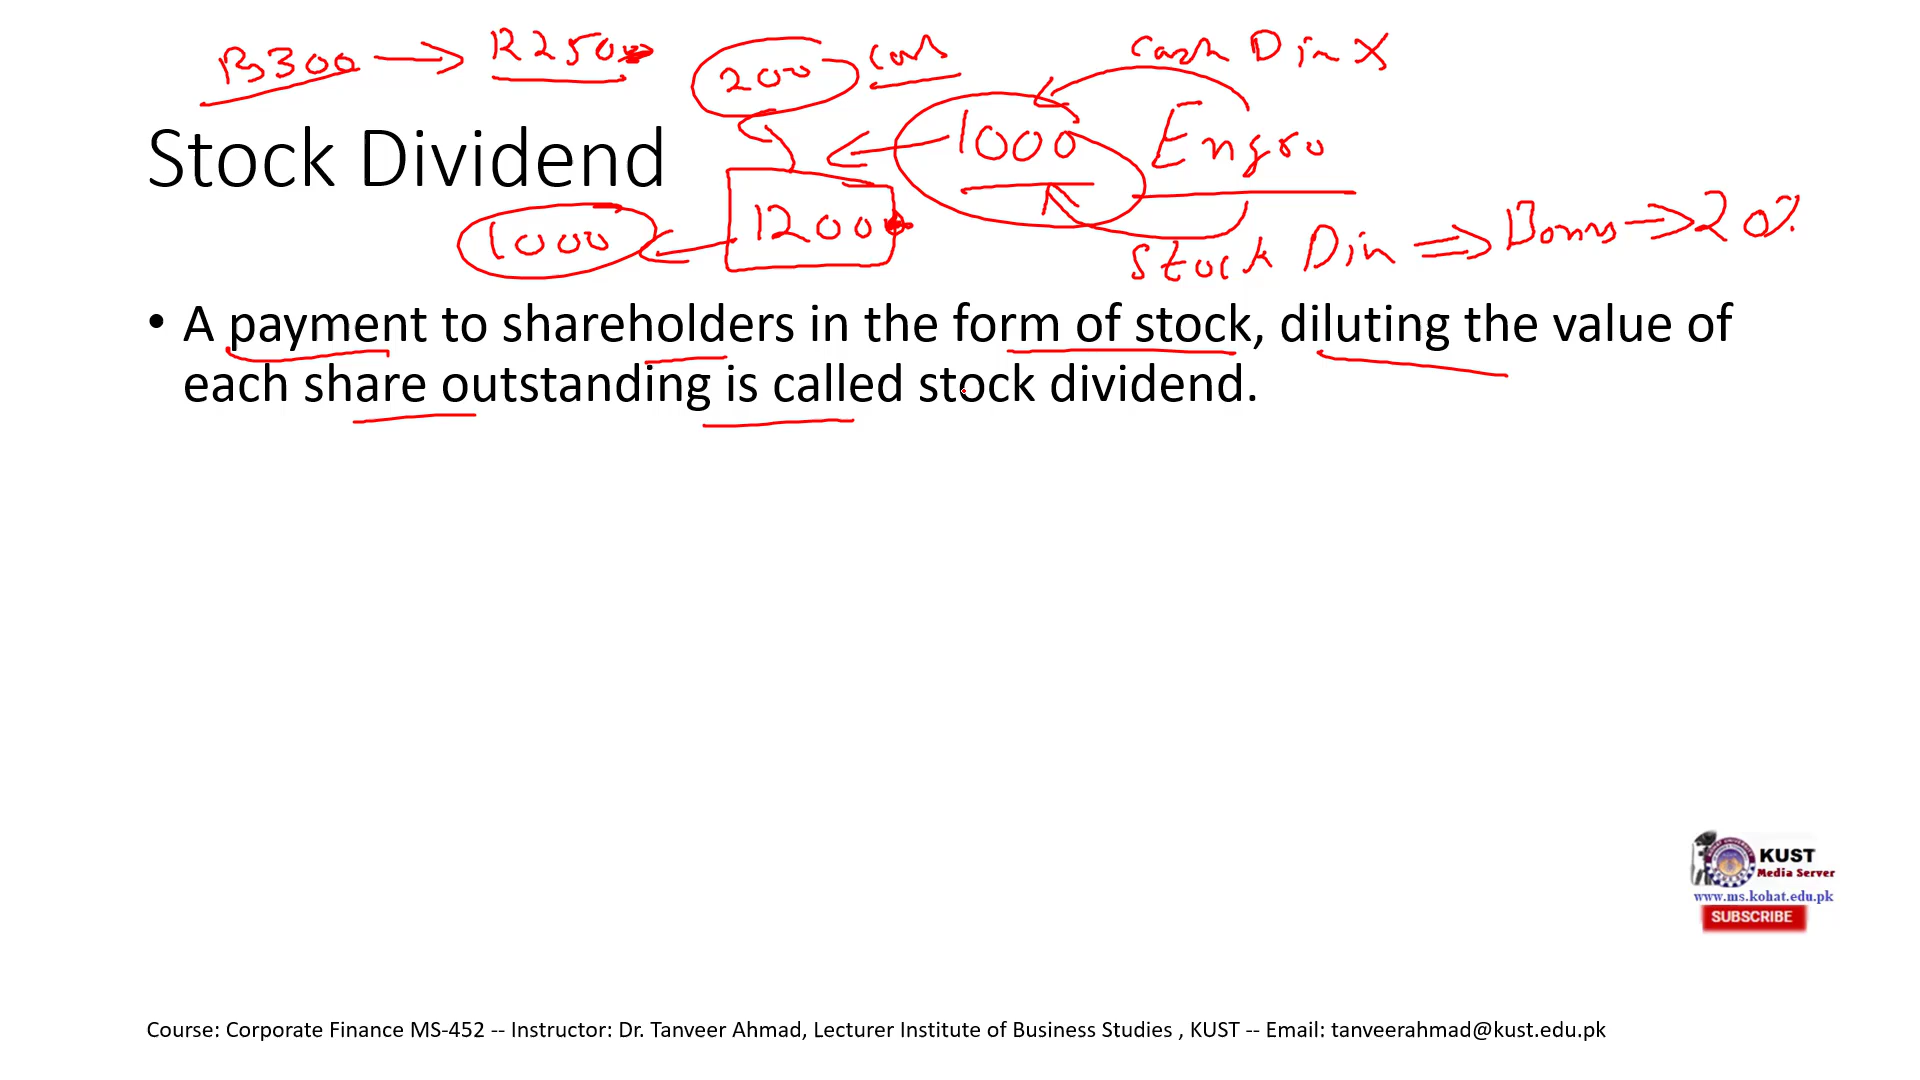 Rs300 → R250
200 Cash
Cash Div X
1000
Engro
Stock Dividend
1000
1200
Stock Div ⇒ Bonus → 20%
• A payment to shareholders in the form of stock, diluting the value of
each share outstanding is called stock dividend.
KUST
Media Server
www.ms.kohat.edu.pk
SUBSCRIBE
Course: Corporate Finance MS-452 -- Instructor: Dr. Tanveer Ahmad, Lecturer Institute of Business Studies , KUST -- Email: tanveerahmad@kust.edu.pk